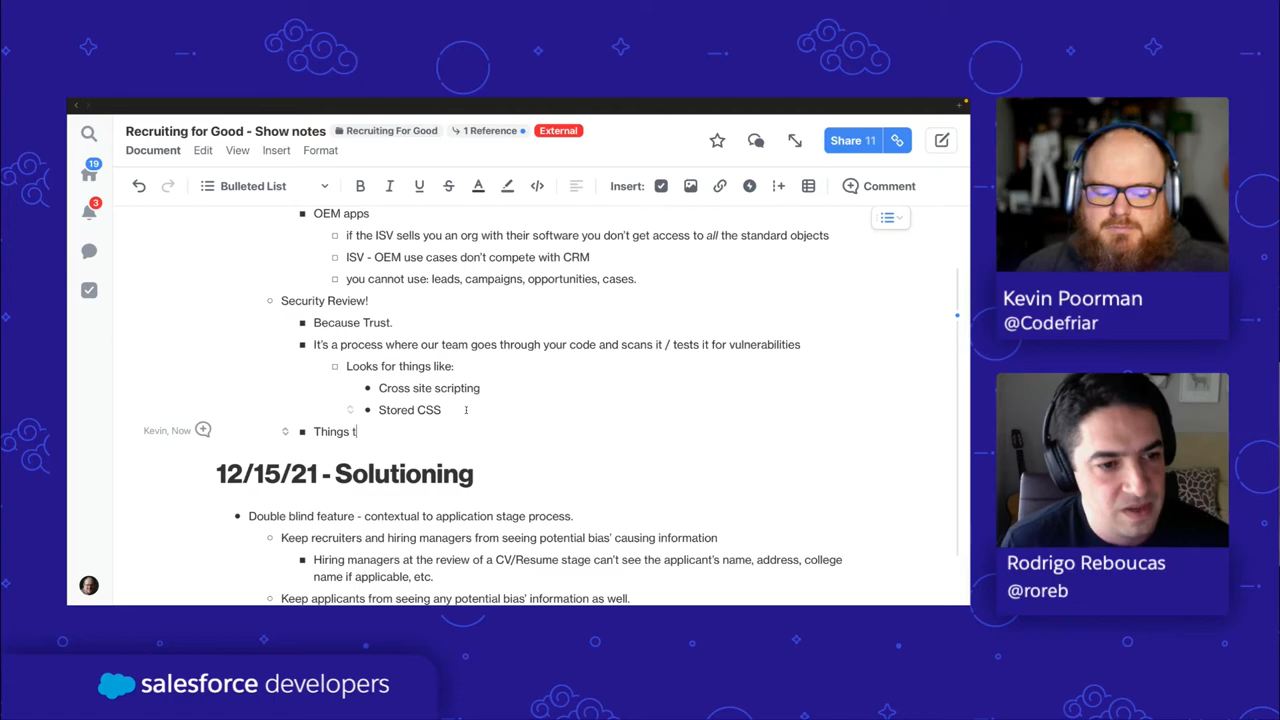 Recruiting for Good - Show notes Recruiting For Good 1 Reference External
Document Edit View Insert Format
Share 11
19
3
Bulleted List B I U S A Insert: Comment
OEM apps
if the ISV sells you an org with their software you don't get access to all the standard objects
ISV - OEM use cases don't compete with CRM
you cannot use: leads, campaigns, opportunities, cases.
Security Review!
Because Trust.
It's a process where our team goes through your code and scans it / tests it for vulnerabilities
Looks for things like:
Cross site scripting
Stored CSS
Kevin, Now
Things t
12/15/21 - Solutioning
Double blind feature - contextual to application stage process.
Keep recruiters and hiring managers from seeing potential bias' causing information
Hiring managers at the review of a CV/Resume stage can't see the applicant's name, address, college
name if applicable, etc.
Keep applicants from seeing any potential bias' information as well.
Kevin Poorman
@Codefriar
Rodrigo Reboucas
@roreb
salesforce developers